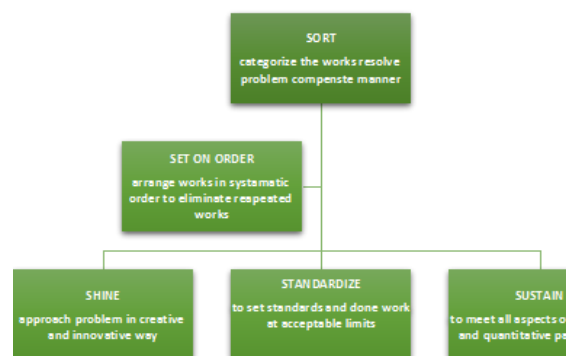 SORT
categorize the works resolve
problem compenste manner
SET ON ORDER
arrange works in systamatic
order to eliminate reapeated
works
SHINE
approach problem in creative
and innovative way
STANDARDIZE
to set standards and done work
at acceptable limits
SUSTAIN
to meet all aspects
and quantitative